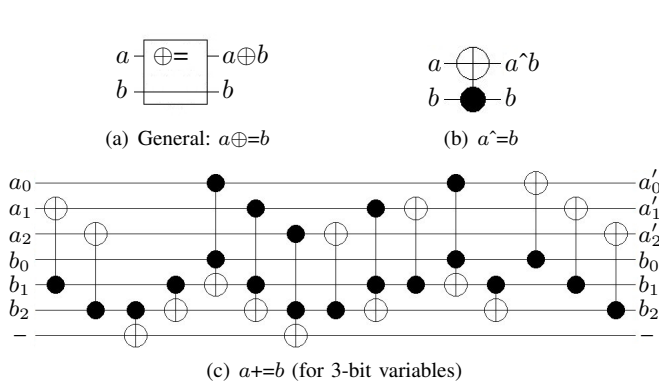 a ⊕= a⊕b
b b
(a) General: a⊕=b
a aˆb
b b
(b) aˆ=b
a₀ a′₀
a₁ a′₁
a₂ a′₂
b₀ b₀
b₁ b₁
b₂ b₂
– –
(c) a+=b (for 3-bit variables)